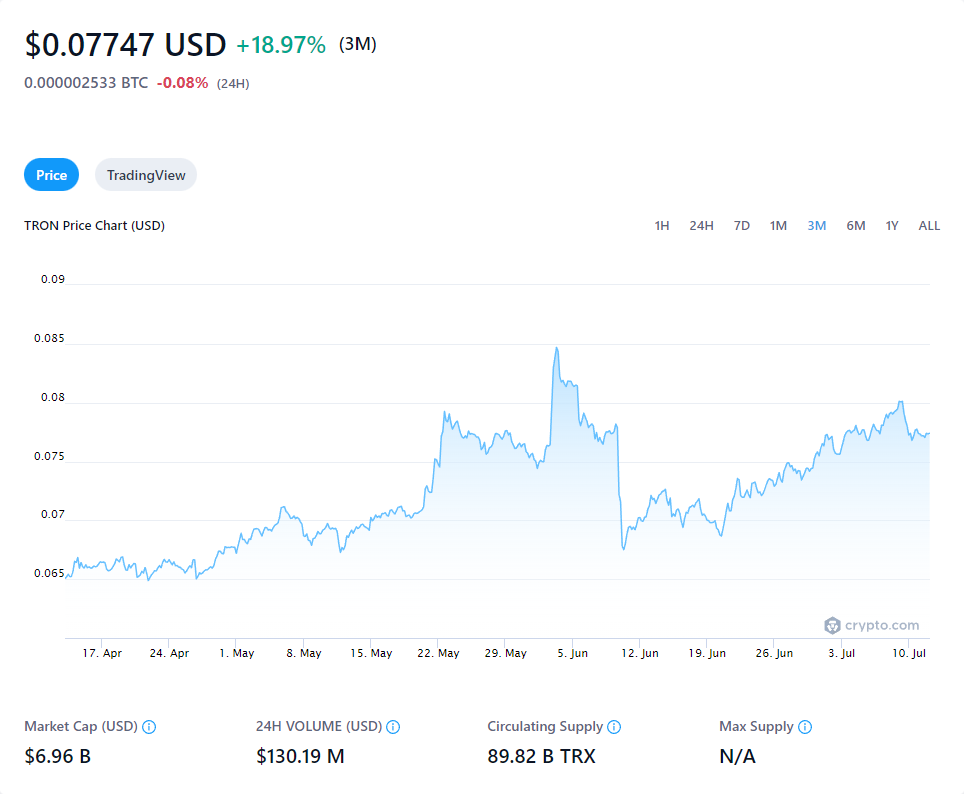 $0.07747 USD +18.97% (3M)
0.000002533 BTC -0.08% (24H)
Price TradingView
TRON Price Chart (USD) 1H 24H 7D 1M 3M 6M 1Y ALL
0.09
0.085
0.08
0.075
0.07
0.065
crypto.com
17. Apr 24. Apr 1. May 8. May 15. May 22. May 29. May 5. Jun 12. Jun 19. Jun 26. Jun 3. Jul 10. Jul
Market Cap (USD) 24H VOLUME (USD) Circulating Supply Max Supply
$6.96 B $130.19 M 89.82 B TRX N/A